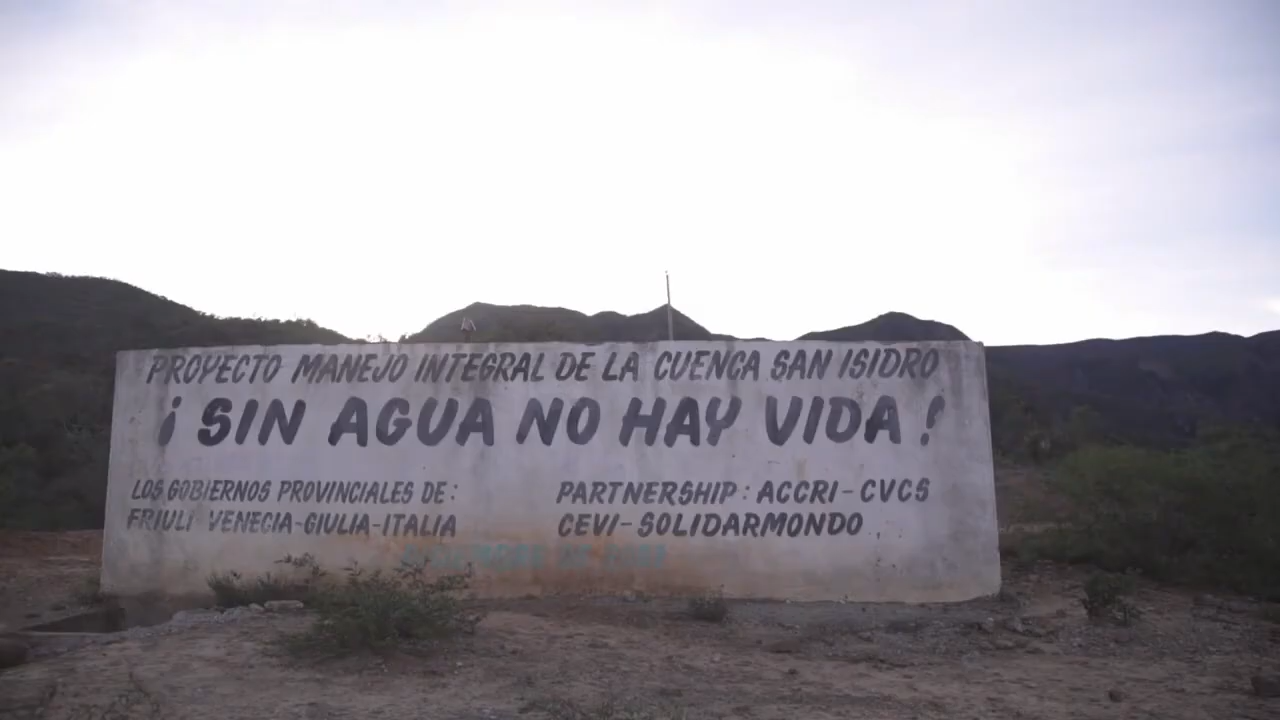 PROYECTO MANEJO INTEGRAL DE LA CUENCA SAN ISIDRO
¡ SIN AGUA NO HAY VIDA !
LOS GOBIERNOS PROVINCIALES DE :
FRIULI VENECIA-GIULIA-ITALIA
PARTNERSHIP : ACCRI - CVCS
CEVI - SOLIDARMONDO